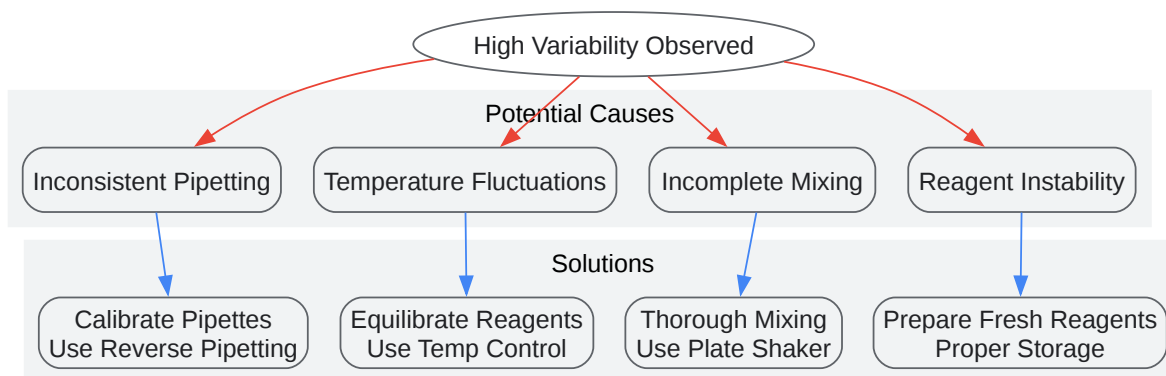 High Variability Observed
Potential Causes
Inconsistent Pipetting
Temperature Fluctuations
Incomplete Mixing
Reagent Instability
Solutions
Calibrate Pipettes
Use Reverse Pipetting
Equilibrate Reagents
Use Temp Control
Thorough Mixing
Use Plate Shaker
Prepare Fresh Reagents
Proper Storage